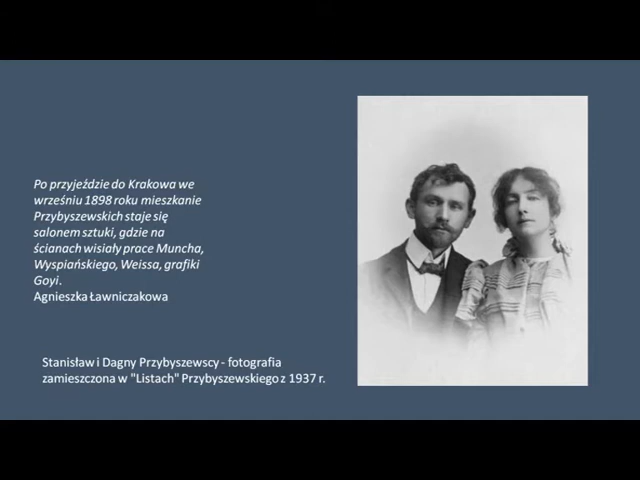 Po przyjeździe do Krakowa we
wrześniu 1898 roku mieszkanie
Przybyszewskich staje się
salonem sztuki, gdzie na
ścianach wisiały prace Muncha,
Wyspiańskiego, Weissa, grafiki
Goyi.
Agnieszka Ławniczakowa
Stanisław i Dagny Przybyszewscy - fotografia
zamieszczona w "Listach" Przybyszewskiego z 1937 r.